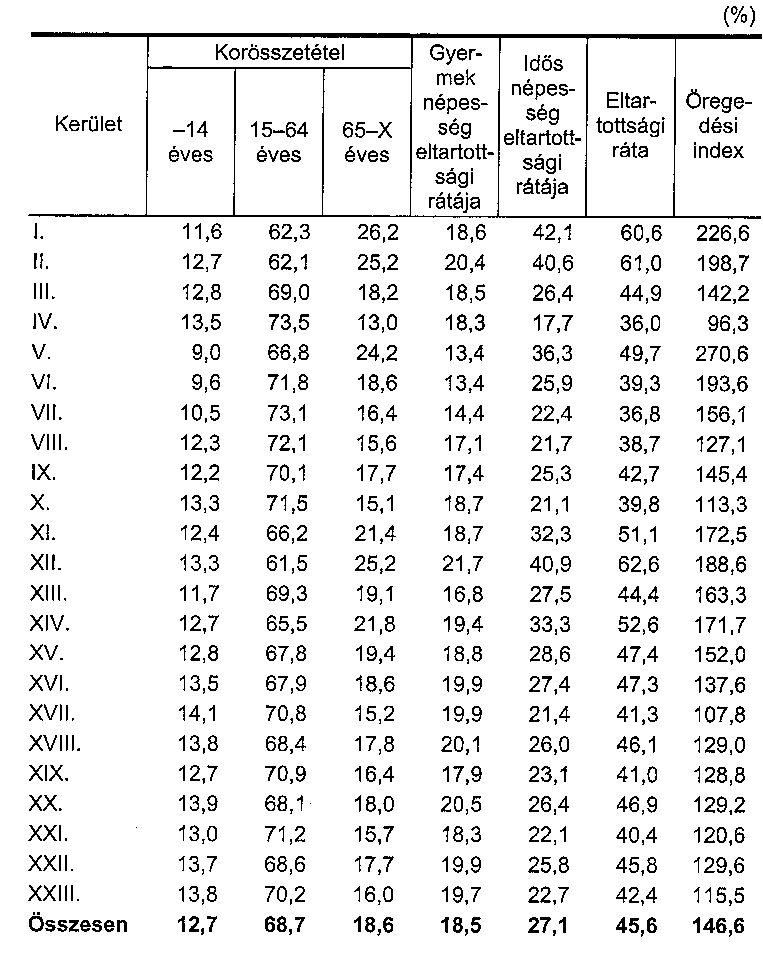 (%)
Kerület Korösszetétel Gyer-mek népes-ség eltartott-sági rátája Idős népes-ség eltartott-sági rátája Eltar-tottsági ráta Örege-dési index
–14 éves 15–64 éves 65–X éves
I. 11,6 62,3 26,2 18,6 42,1 60,6 226,6
II. 12,7 62,1 25,2 20,4 40,6 61,0 198,7
III. 12,8 69,0 18,2 18,5 26,4 44,9 142,2
IV. 13,5 73,5 13,0 18,3 17,7 36,0 96,3
V. 9,0 66,8 24,2 13,4 36,3 49,7 270,6
VI. 9,6 71,8 18,6 13,4 25,9 39,3 193,6
VII. 10,5 73,1 16,4 14,4 22,4 36,8 156,1
VIII. 12,3 72,1 15,6 17,1 21,7 38,7 127,1
IX. 12,2 70,1 17,7 17,4 25,3 42,7 145,4
X. 13,3 71,5 15,1 18,7 21,1 39,8 113,3
XI. 12,4 66,2 21,4 18,7 32,3 51,1 172,5
XII. 13,3 61,5 25,2 21,7 40,9 62,6 188,6
XIII. 11,7 69,3 19,1 16,8 27,5 44,4 163,3
XIV. 12,7 65,5 21,8 19,4 33,3 52,6 171,7
XV. 12,8 67,8 19,4 18,8 28,6 47,4 152,0
XVI. 13,5 67,9 18,6 19,9 27,4 47,3 137,6
XVII. 14,1 70,8 15,2 19,9 21,4 41,3 107,8
XVIII. 13,8 68,4 17,8 20,1 26,0 46,1 129,0
XIX. 12,7 70,9 16,4 17,9 23,1 41,0 128,8
XX. 13,9 68,1 18,0 20,5 26,4 46,9 129,2
XXI. 13,0 71,2 15,7 18,3 22,1 40,4 120,6
XXII. 13,7 68,6 17,7 19,9 25,8 45,8 129,6
XXIII. 13,8 70,2 16,0 19,7 22,7 42,4 115,5
Összesen 12,7 68,7 18,6 18,5 27,1 45,6 146,6